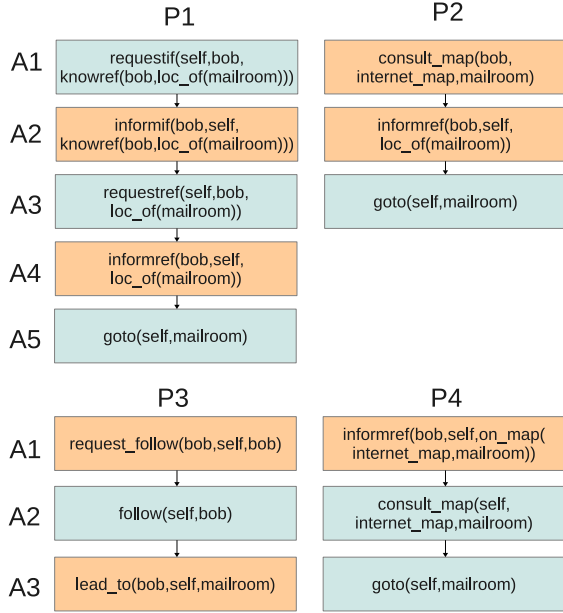 P1
P2
A1
requestif(self,bob,
knowref(bob,loc_of(mailroom)))
consult_map(bob,
internet_map,mailroom)
A2
informif(bob,self,
knowref(bob,loc_of(mailroom)))
informref(bob,self,
loc_of(mailroom))
A3
requestref(self,bob,
loc_of(mailroom))
goto(self,mailroom)
A4
informref(bob,self,
loc_of(mailroom))
A5
goto(self,mailroom)
P3
P4
A1
request_follow(bob,self,bob)
informref(bob,self,on_map(
internet_map,mailroom))
A2
follow(self,bob)
consult_map(self,
internet_map,mailroom)
A3
lead_to(bob,self,mailroom)
goto(self,mailroom)